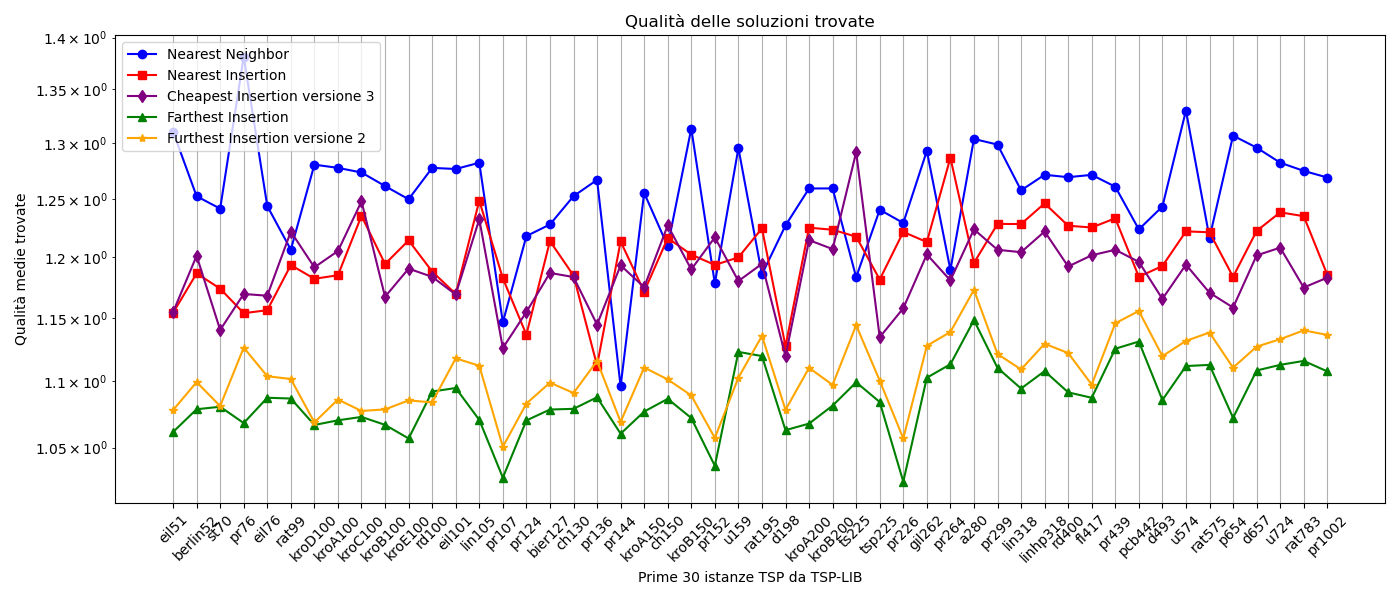 Qualità delle soluzioni trovate
Qualità medie trovate
1.4 × 10⁰
1.35 × 10⁰
1.3 × 10⁰
1.25 × 10⁰
1.2 × 10⁰
1.15 × 10⁰
1.1 × 10⁰
1.05 × 10⁰
Nearest Neighbor
Nearest Insertion
Cheapest Insertion versione 3
Farthest Insertion
Furthest Insertion versione 2
eil51
berlin52
st70
pr76
eil76
rat99
kroD100
kroA100
kroC100
kroB100
kroE100
rd100
eil101
lin105
pr107
pr124
bier127
ch130
pr136
pr144
kroA150
ch150
kroB150
pr152
u159
rat195
d198
kroA200
kroB200
ts225
tsp225
pr226
gil262
pr264
a280
pr299
lin318
linhp318
rd400
fl417
pr439
pcb442
d493
u574
rat575
p654
d657
u724
rat783
pr1002
Prime 30 istanze TSP da TSP-LIB